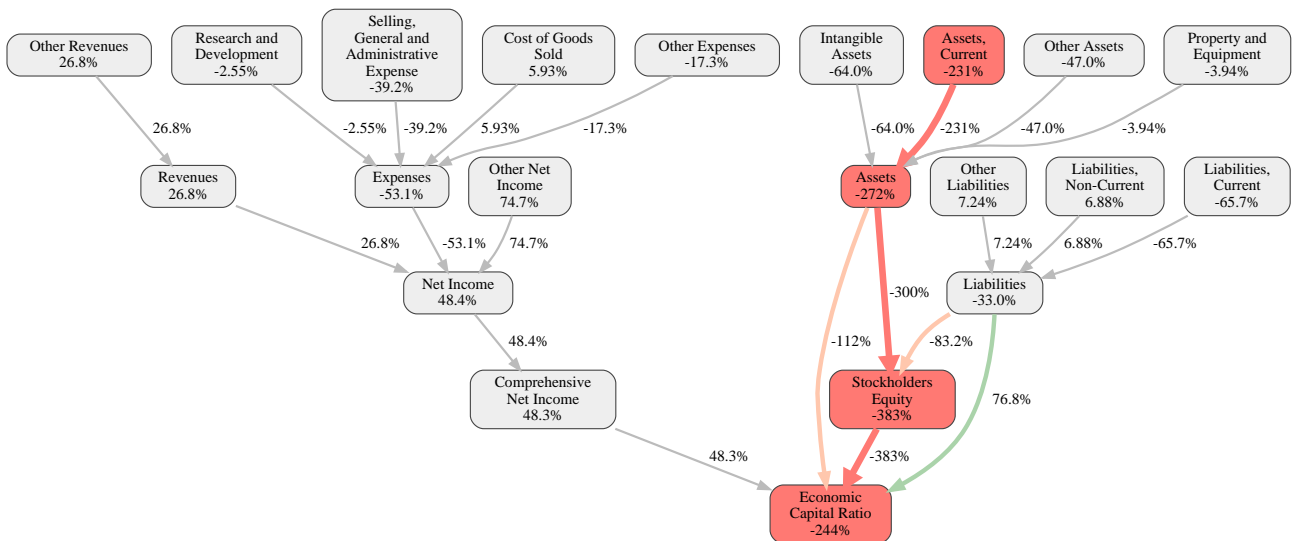 Other Revenues
26.8%
Research and
Development
-2.55%
Selling,
General and
Administrative
Expense
-39.2%
Cost of Goods
Sold
5.93%
Other Expenses
-17.3%
Intangible
Assets
-64.0%
Assets,
Current
-231%
Other Assets
-47.0%
Property and
Equipment
-3.94%
26.8%
-2.55%
-39.2%
5.93%
-17.3%
-64.0%
-231%
-47.0%
-3.94%
Revenues
26.8%
Expenses
-53.1%
Other Net
Income
74.7%
Assets
-272%
Other
Liabilities
7.24%
Liabilities,
Non-Current
6.88%
Liabilities,
Current
-65.7%
26.8%
-53.1%
74.7%
7.24%
6.88%
-65.7%
Net Income
48.4%
-300%
Liabilities
-33.0%
48.4%
-112%
-83.2%
Comprehensive
Net Income
48.3%
Stockholders
Equity
-383%
76.8%
48.3%
-383%
Economic
Capital Ratio
-244%